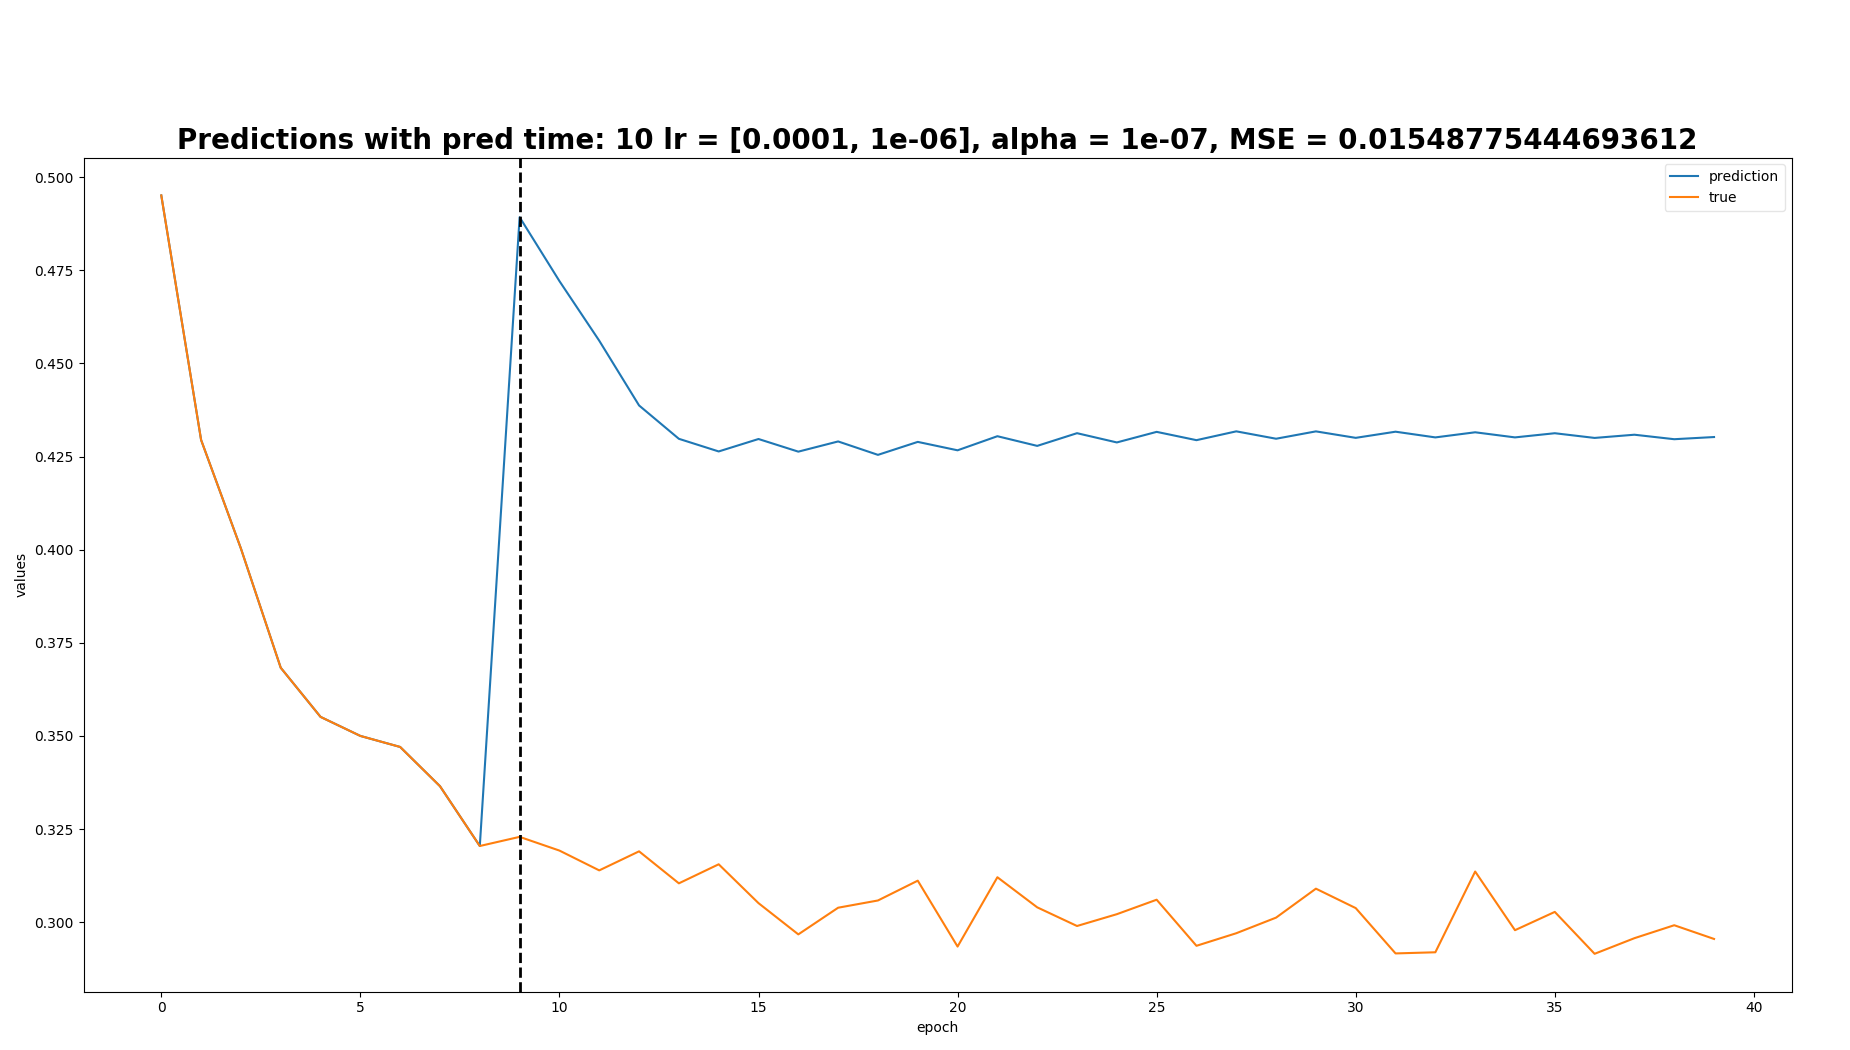 Predictions with pred time: 10 lr = [0.0001, 1e-06], alpha = 1e-07, MSE = 0.01548775444693612
prediction
true
0.500
0.475
0.450
0.425
0.400
0.375
0.350
0.325
0.300
values
0 5 10 15 20 25 30 35 40
epoch